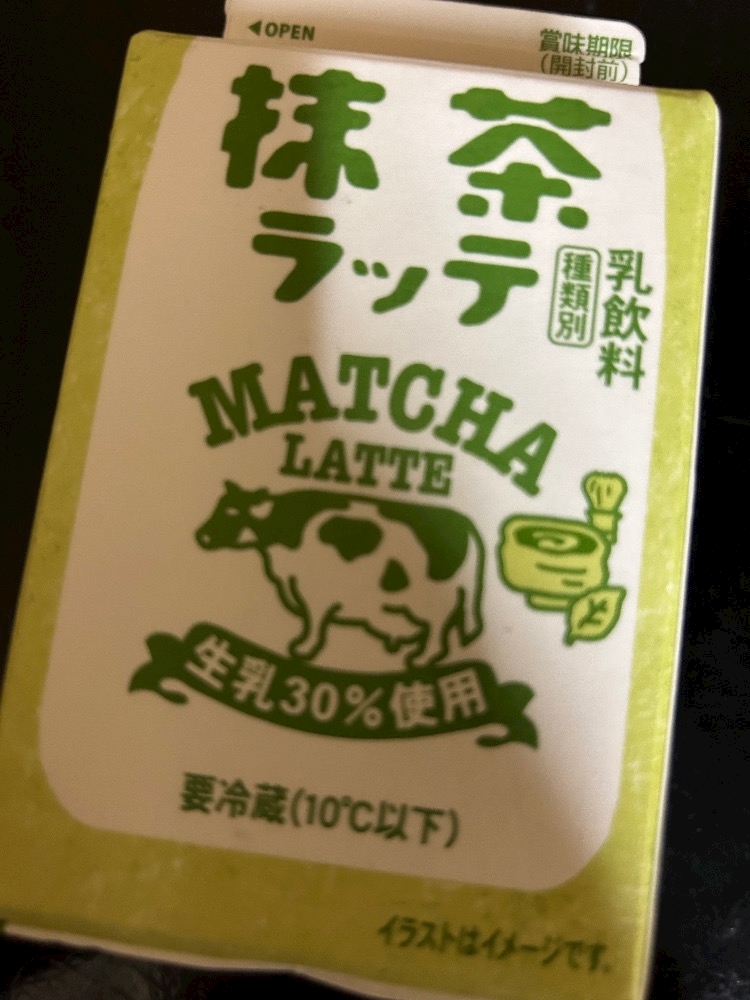 ◀OPEN
賞味期限
(開封前)
抹茶
ラッテ
種類別
乳飲料
MATCHA
LATTE
生乳30%使用
要冷蔵(10℃以下)
イラストはイメージです。